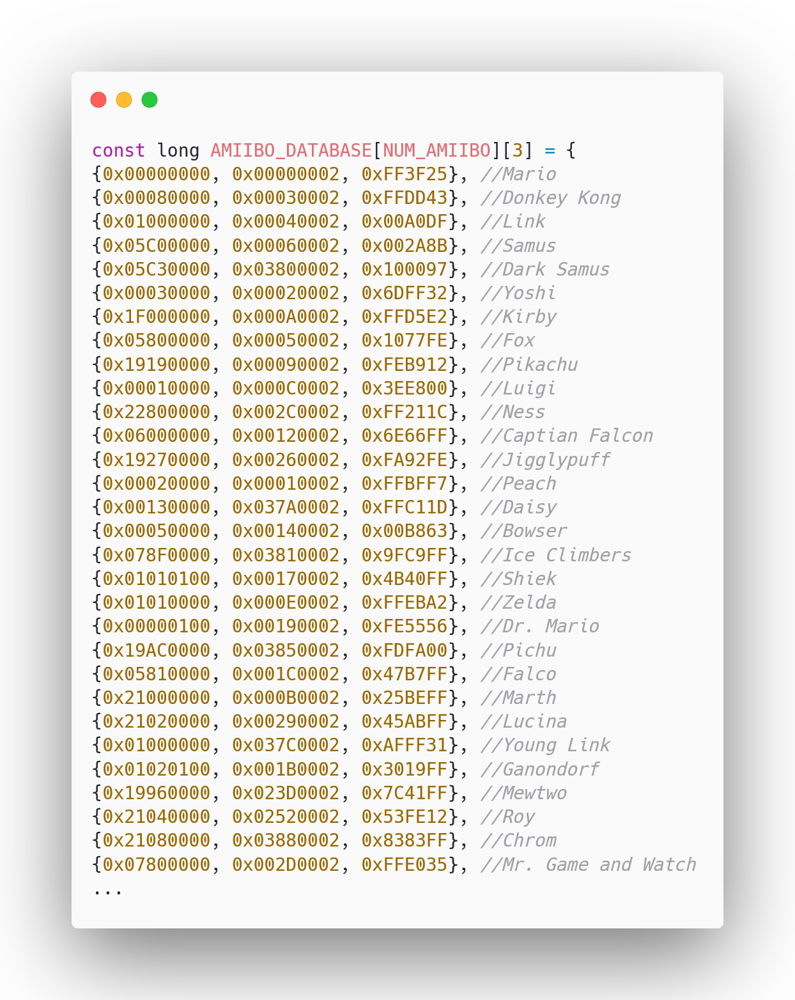 const long AMIIBO_DATABASE[NUM_AMIIBO][3] = {
{0x00000000, 0x00000002, 0xFF3F25}, //Mario
{0x00080000, 0x00030002, 0xFFDD43}, //Donkey Kong
{0x01000000, 0x00040002, 0x00A0DF}, //Link
{0x05C00000, 0x00060002, 0x002A8B}, //Samus
{0x05C30000, 0x03800002, 0x100097}, //Dark Samus
{0x00030000, 0x00020002, 0x6DFF32}, //Yoshi
{0x1F000000, 0x000A0002, 0xFFD5E2}, //Kirby
{0x05800000, 0x00050002, 0x1077FE}, //Fox
{0x19190000, 0x00090002, 0xFEB912}, //Pikachu
{0x00010000, 0x000C0002, 0x3EE800}, //Luigi
{0x22800000, 0x002C0002, 0xFF211C}, //Ness
{0x06000000, 0x00120002, 0x6E66FF}, //Captian Falcon
{0x19270000, 0x00260002, 0xFA92FE}, //Jigglypuff
{0x00020000, 0x00010002, 0xFFBFF7}, //Peach
{0x00130000, 0x037A0002, 0xFFC11D}, //Daisy
{0x00050000, 0x00140002, 0x00B863}, //Bowser
{0x078F0000, 0x03810002, 0x9FC9FF}, //Ice Climbers
{0x01010100, 0x00170002, 0x4B40FF}, //Shiek
{0x01010000, 0x000E0002, 0xFFEBA2}, //Zelda
{0x00000100, 0x00190002, 0xFE5556}, //Dr. Mario
{0x19AC0000, 0x03850002, 0xFDFA00}, //Pichu
{0x05810000, 0x001C0002, 0x47B7FF}, //Falco
{0x21000000, 0x000B0002, 0x25BEFF}, //Marth
{0x21020000, 0x00290002, 0x45ABFF}, //Lucina
{0x01000000, 0x037C0002, 0xAFFF31}, //Young Link
{0x01020100, 0x001B0002, 0x3019FF}, //Ganondorf
{0x19960000, 0x023D0002, 0x7C41FF}, //Mewtwo
{0x21040000, 0x02520002, 0x53FE12}, //Roy
{0x21080000, 0x03880002, 0x8383FF}, //Chrom
{0x07800000, 0x002D0002, 0xFFE035}, //Mr. Game and Watch
...